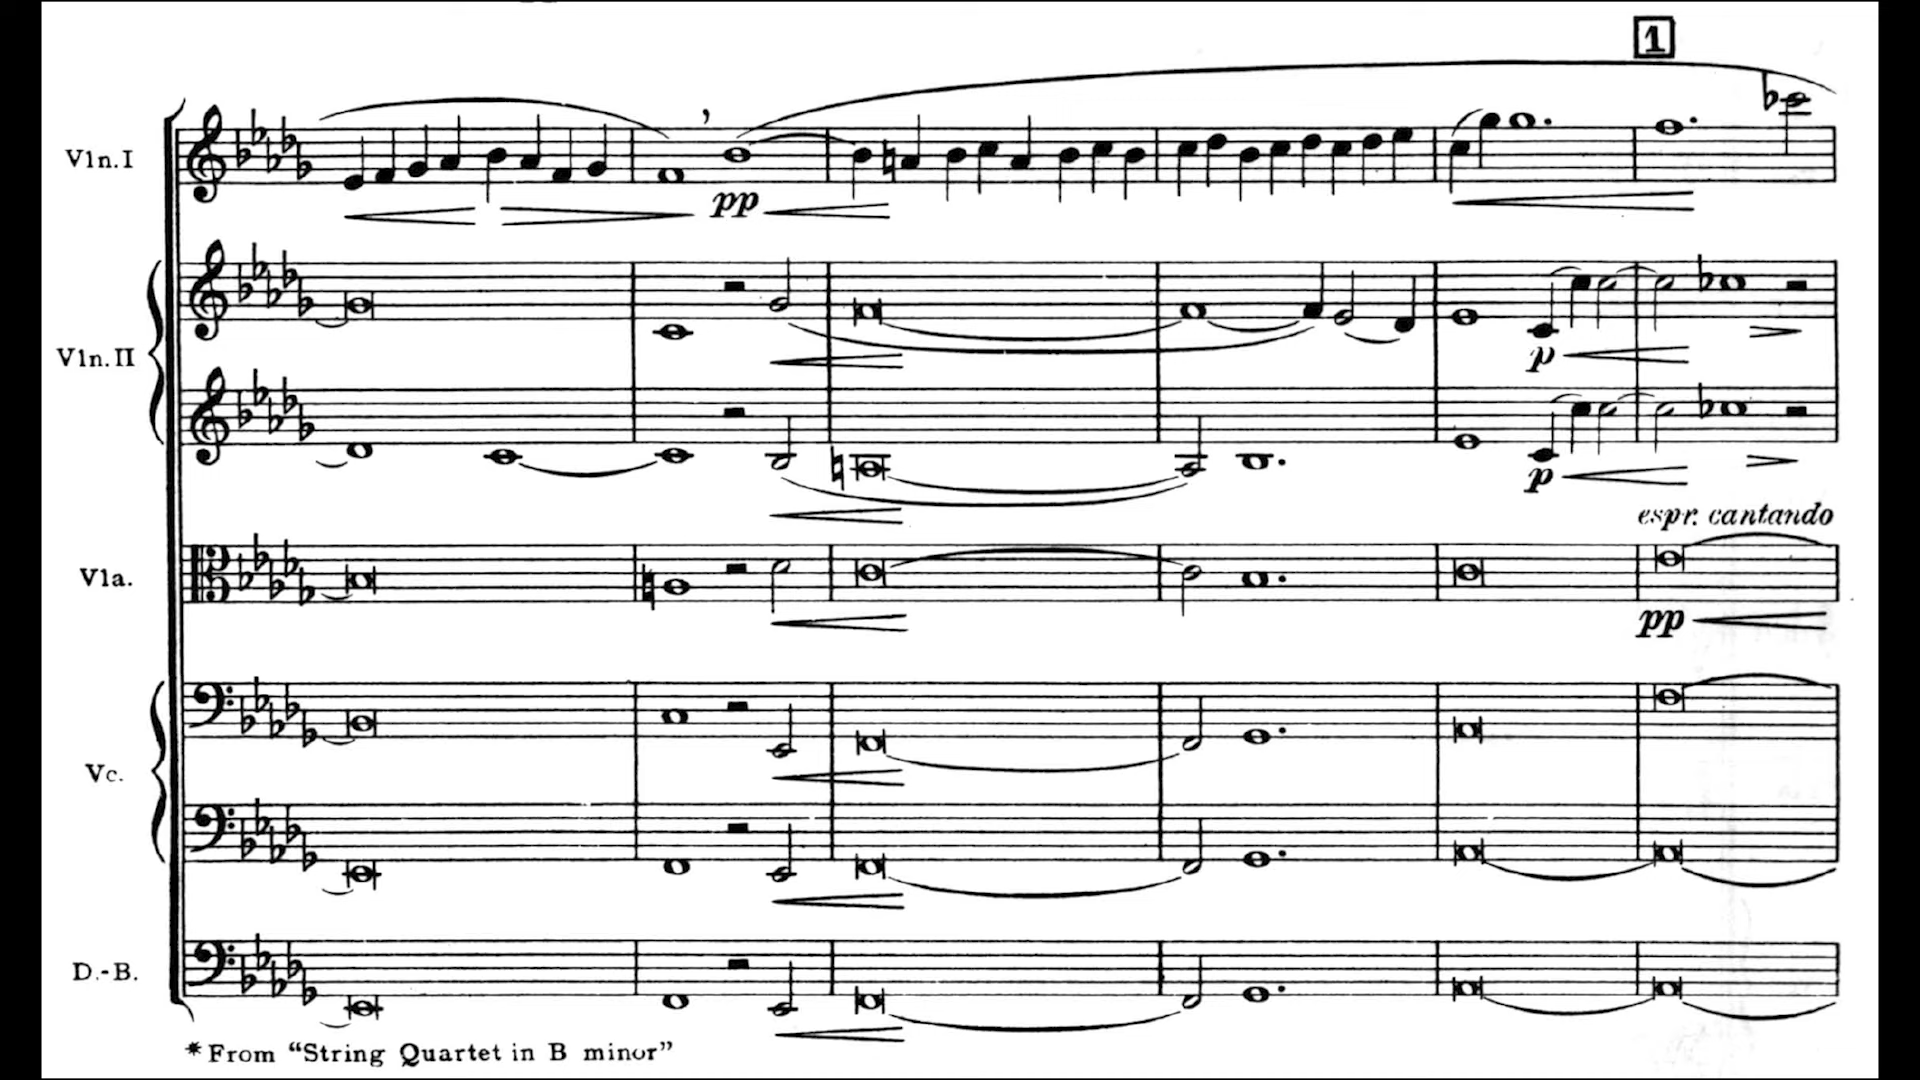 1
Vln.I
pp
Vln.II
p
p
espr. cantando
Vla.
pp
Vc.
D.-B.
*From "String Quartet in B minor"